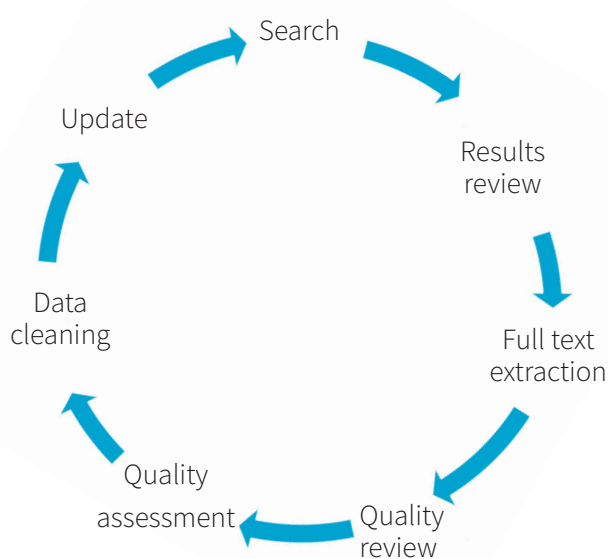 Search
Results
review
Full text
extraction
Quality
review
Quality
assessment
Data
cleaning
Update